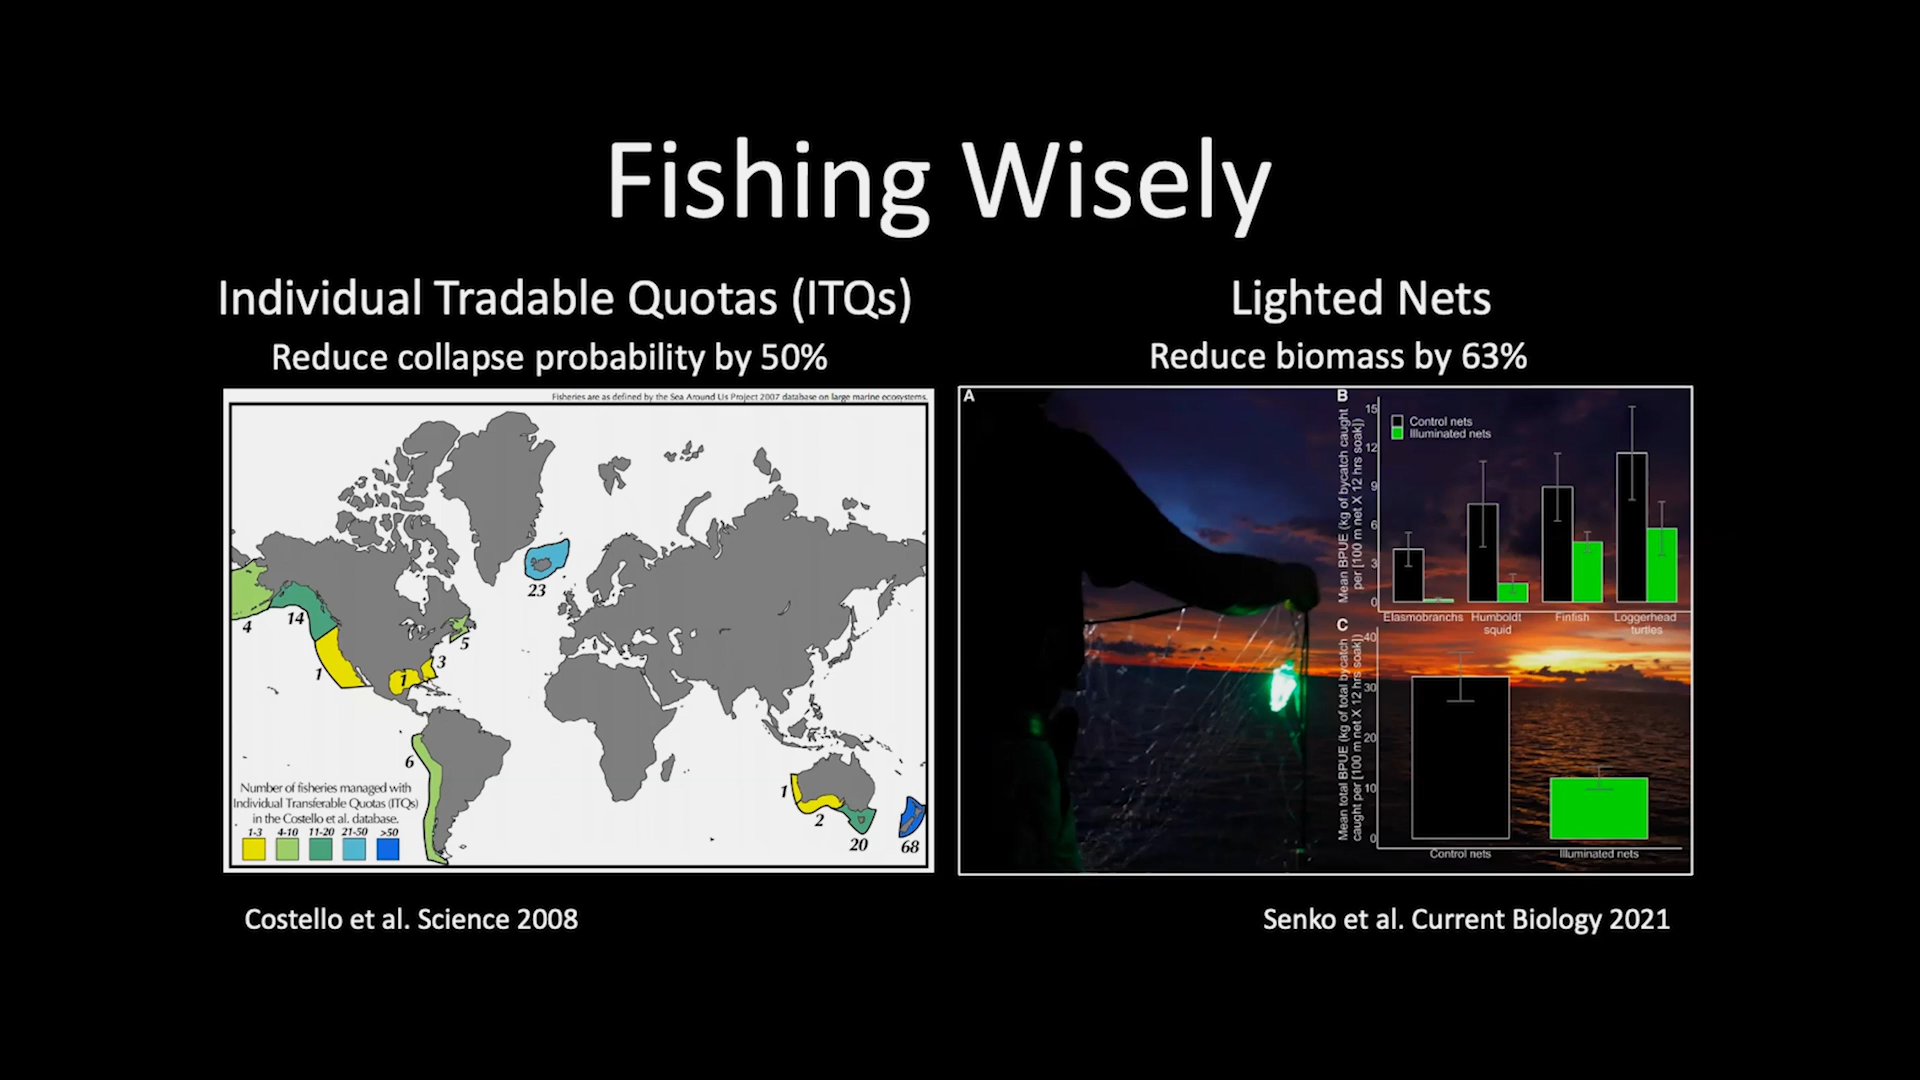 Fishing Wisely
Individual Tradable Quotas (ITQs)
Reduce collapse probability by 50%
Fisheries are as defined by the Sea Around Us Project 2007 database on large marine ecosystems.
23
4
14
5
1
1
3
6
1
2
20
68
Number of fisheries managed with
Individual Transferable Quotas (ITQs)
in the Costello et al. database.
1-3 4-10 11-20 21-50 >50
Costello et al. Science 2008
Lighted Nets
Reduce biomass by 63%
A
B
Mean BPUE (kg of bycatch caught
per [100 m net X 12 hrs soak])
15
12
9
6
3
0
Control nets
Illuminated nets
Elasmobranchs Humboldt squid Finfish Loggerhead turtles
C
Mean total BPUE (kg of total bycatch
caught per [100 m net X 12 hrs soak])
40
30
20
10
0
Control nets Illuminated nets
Senko et al. Current Biology 2021